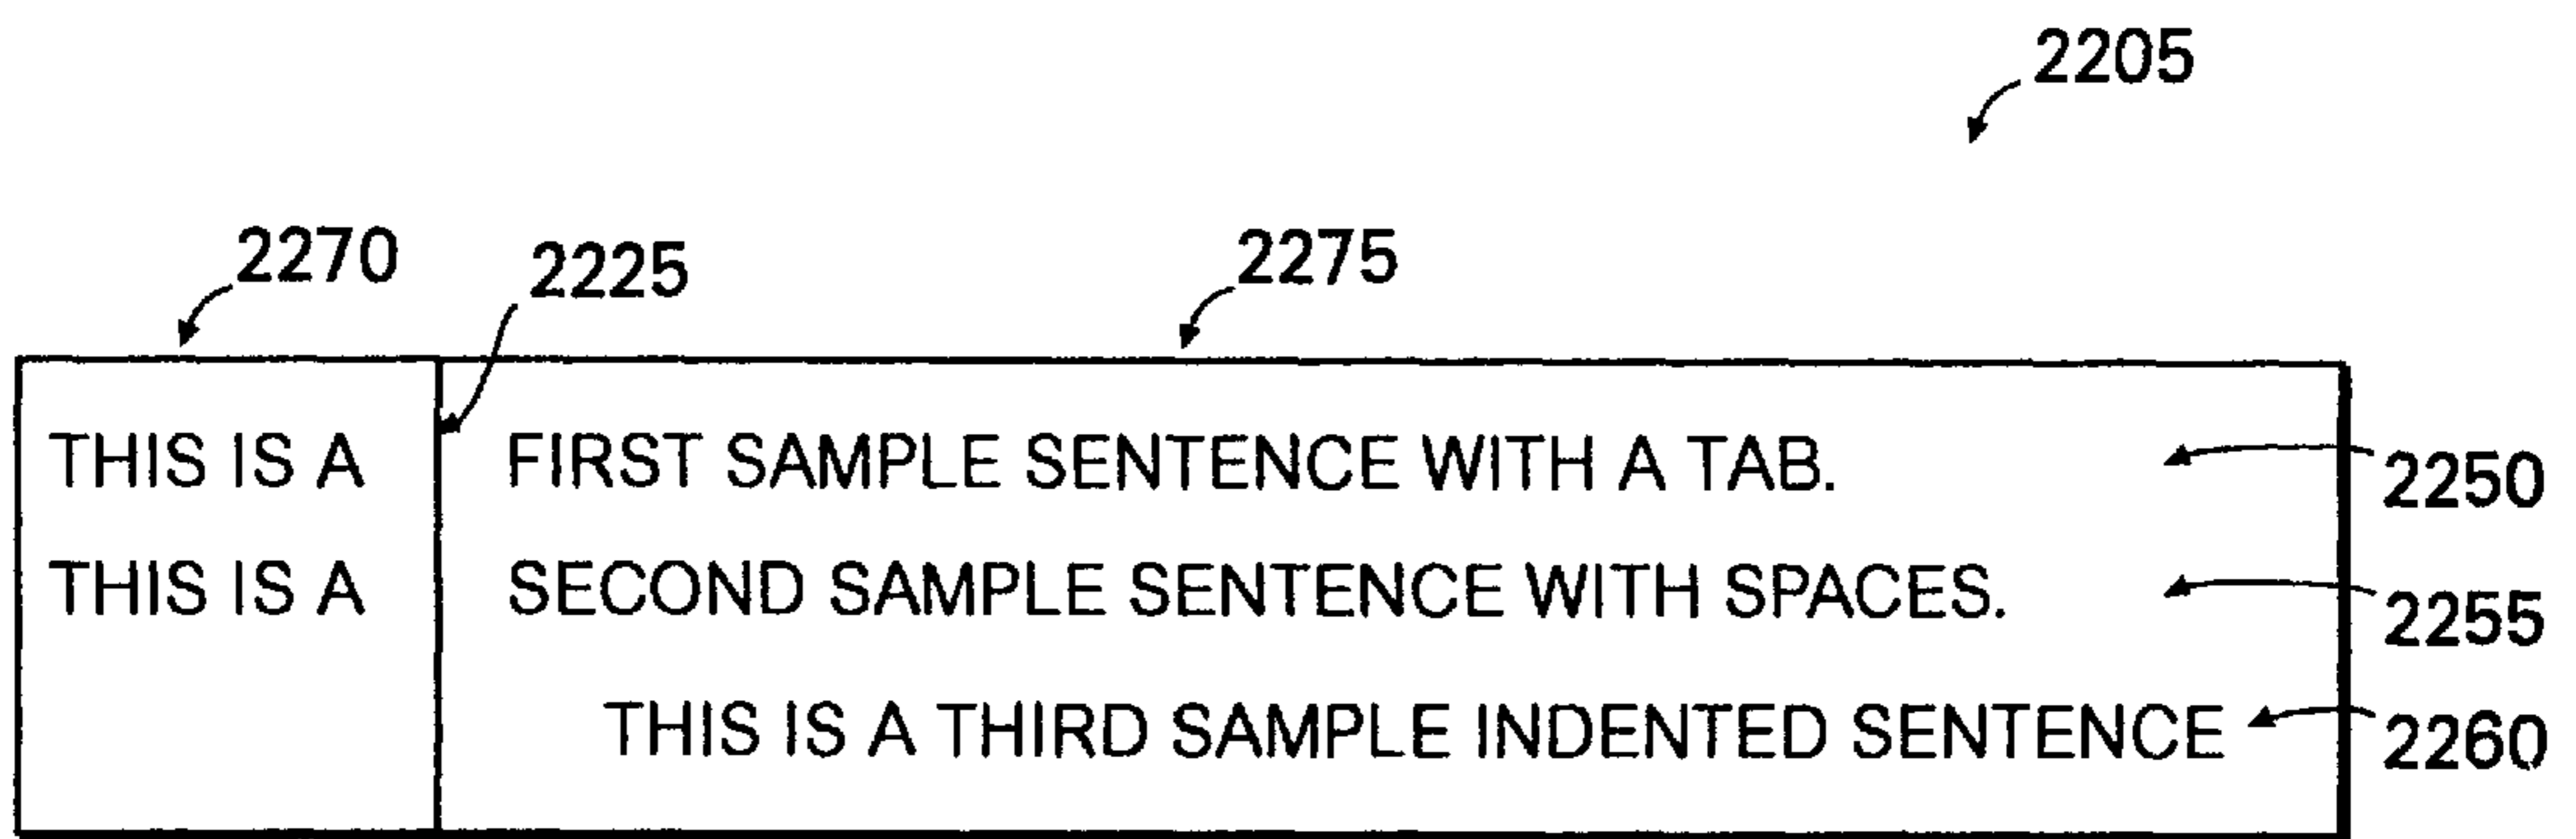 2205
2270 2225 2275
THIS IS A FIRST SAMPLE SENTENCE WITH A TAB. 2250
THIS IS A SECOND SAMPLE SENTENCE WITH SPACES. 2255
THIS IS A THIRD SAMPLE INDENTED SENTENCE 2260